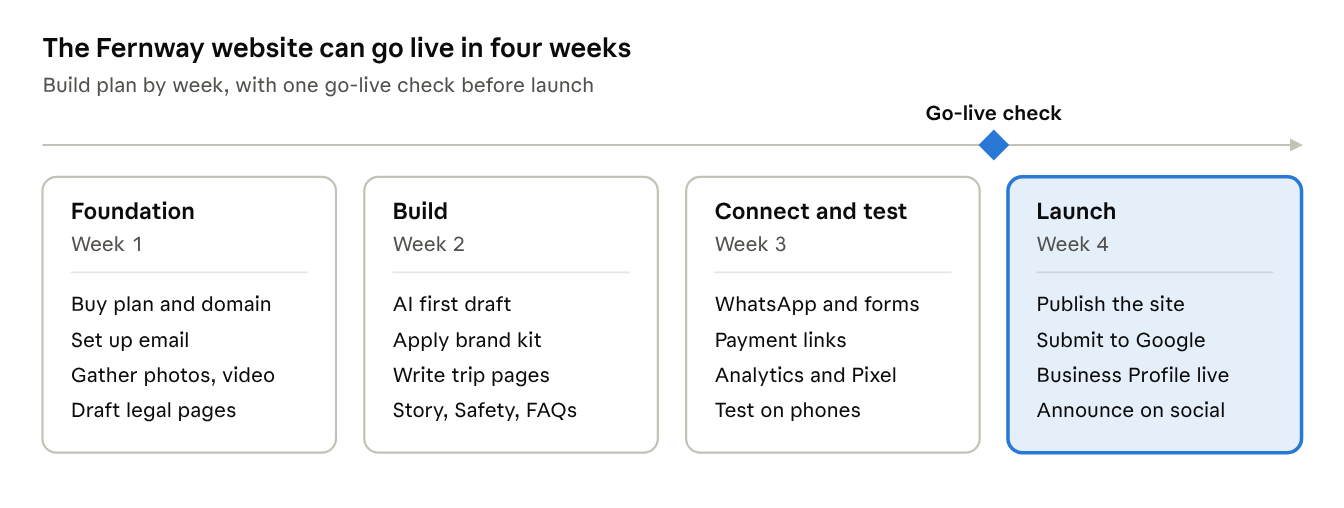 The Fernway website can go live in four weeks
Build plan by week, with one go-live check before launch
Go-live check
Foundation
Week 1
Buy plan and domain
Set up email
Gather photos, video
Draft legal pages
Build
Week 2
AI first draft
Apply brand kit
Write trip pages
Story, Safety, FAQs
Connect and test
Week 3
WhatsApp and forms
Payment links
Analytics and Pixel
Test on phones
Launch
Week 4
Publish the site
Submit to Google
Business Profile live
Announce on social